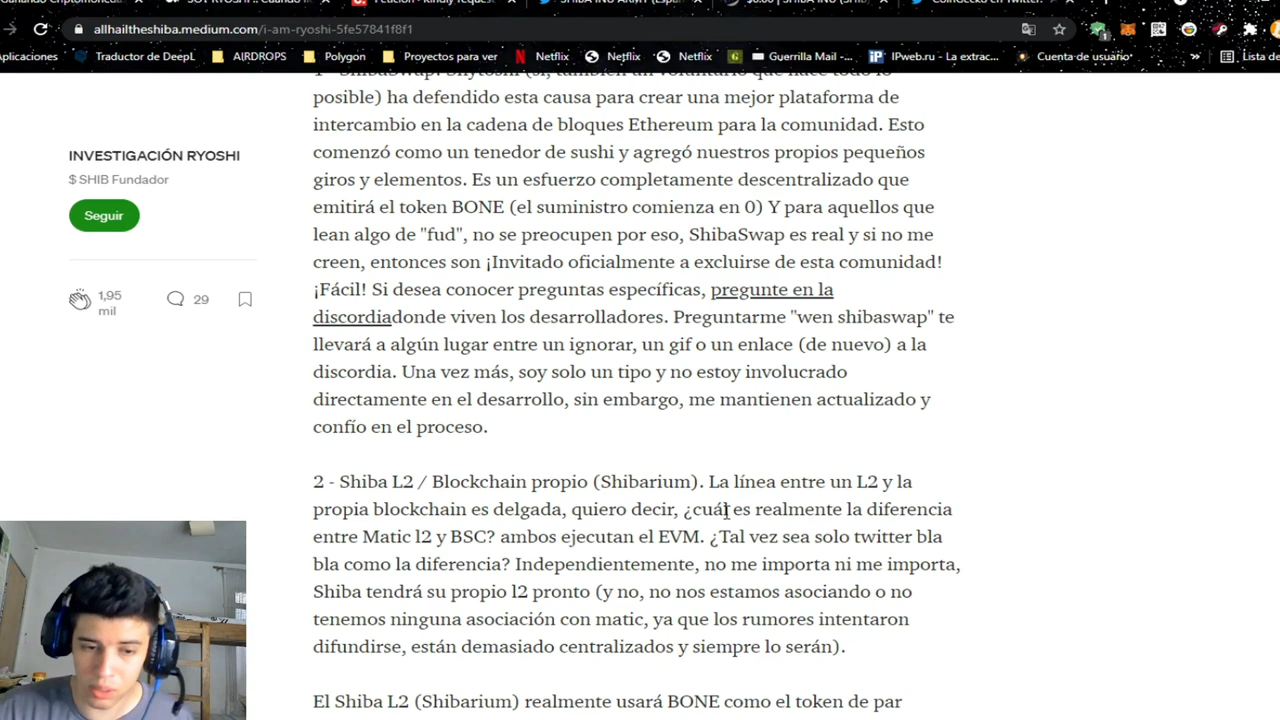 SHIBA INU ARMY (Espa
CoinGecko en Twitter:
allhailtheshiba.medium.com/i-am-ryoshi-5fe57841f8f1
Aplicaciones
Traductor de DeepL
A(RDROPS
Polygon
Proyectos para ver
Netflix
Netflix
Netflix
Guerrilla Mail -...
IPweb.ru - La extrac...
Cuenta de usuario
»
Lista de
1 - ShibaSwap. Shytoshi (sí, también un voluntario que hace todo lo
posible) ha defendido esta causa para crear una mejor plataforma de
intercambio en la cadena de bloques Ethereum para la comunidad. Esto
comenzó como un tenedor de sushi y agregó nuestros propios pequeños
giros y elementos. Es un esfuerzo completamente descentralizado que
emitirá el token BONE (el suministro comienza en 0) Y para aquellos que
lean algo de "fud", no se preocupen por eso, ShibaSwap es real y si no me
creen, entonces son ¡Invitado oficialmente a excluirse de esta comunidad!
¡Fácil! Si desea conocer preguntas específicas, pregunte en la
discordiadonde viven los desarrolladores. Preguntarme "wen shibaswap" te
llevará a algún lugar entre un ignorar, un gif o un enlace (de nuevo) a la
discordia. Una vez más, soy solo un tipo y no estoy involucrado
directamente en el desarrollo, sin embargo, me mantienen actualizado y
confío en el proceso.
INVESTIGACIÓN RYOSHI
$ SHIB Fundador
Seguir
1,95
mil
29
2 - Shiba L2 / Blockchain propio (Shibarium). La línea entre un L2 y la
propia blockchain es delgada, quiero decir, ¿cuál es realmente la diferencia
entre Matic l2 y BSC? ambos ejecutan el EVM. ¿Tal vez sea solo twitter bla
bla como la diferencia? Independientemente, no me importa ni me importa,
Shiba tendrá su propio l2 pronto (y no, no nos estamos asociando o no
tenemos ninguna asociación con matic, ya que los rumores intentaron
difundirse, están demasiado centralizados y siempre lo serán).
El Shiba L2 (Shibarium) realmente usará BONE como el token de par